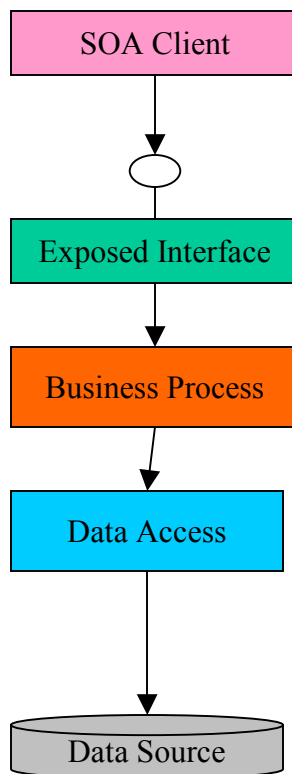 SOA Client
Exposed Interface
Business Process
Data Access
Data Source